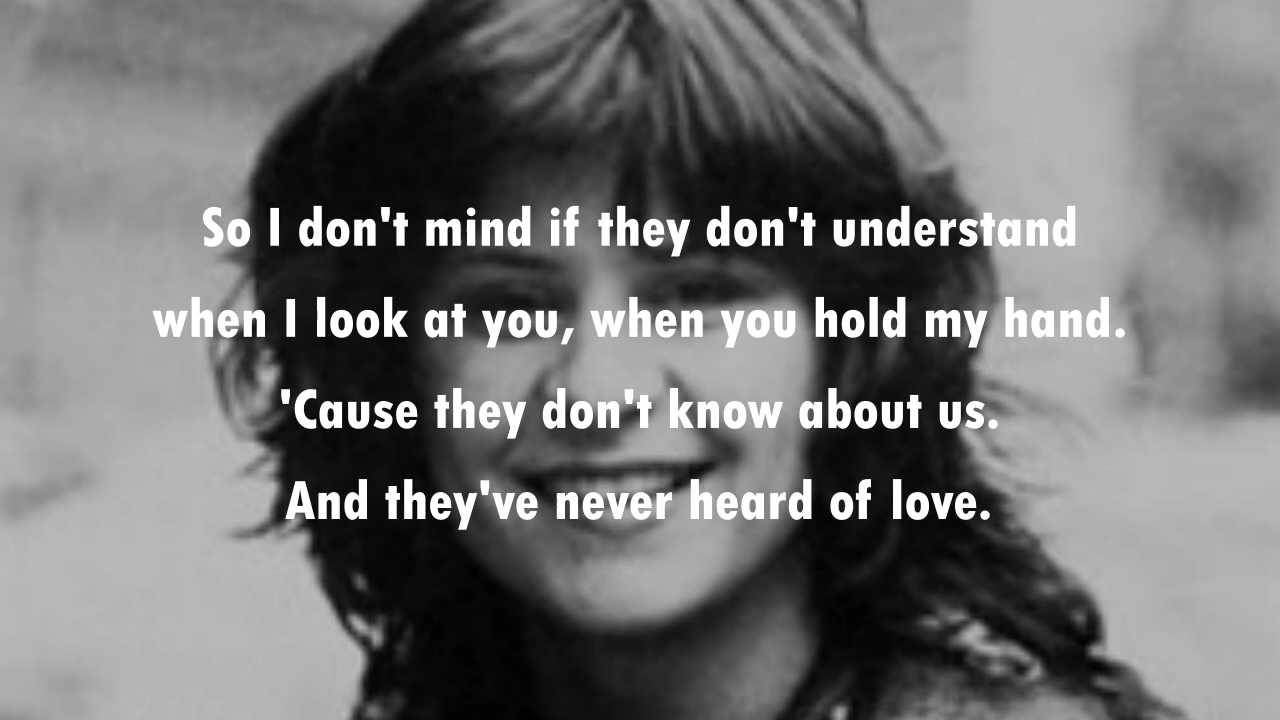 So I don't mind if they don't understand
when I look at you, when you hold my hand.
'Cause they don't know about us.
And they've never heard of love.